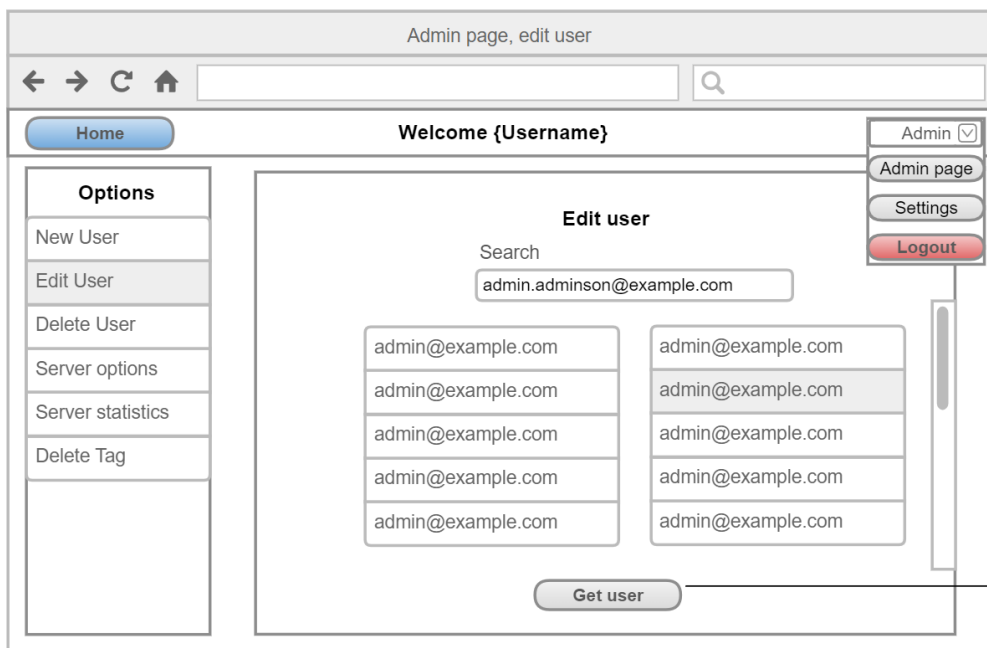 Admin page, edit user
Home
Welcome {Username}
Admin
Admin page
Settings
Logout
Options
New User
Edit User
Delete User
Server options
Server statistics
Delete Tag
Edit user
Search
admin.adminson@example.com
admin@example.com
admin@example.com
admin@example.com
admin@example.com
admin@example.com
admin@example.com
admin@example.com
admin@example.com
admin@example.com
admin@example.com
Get user